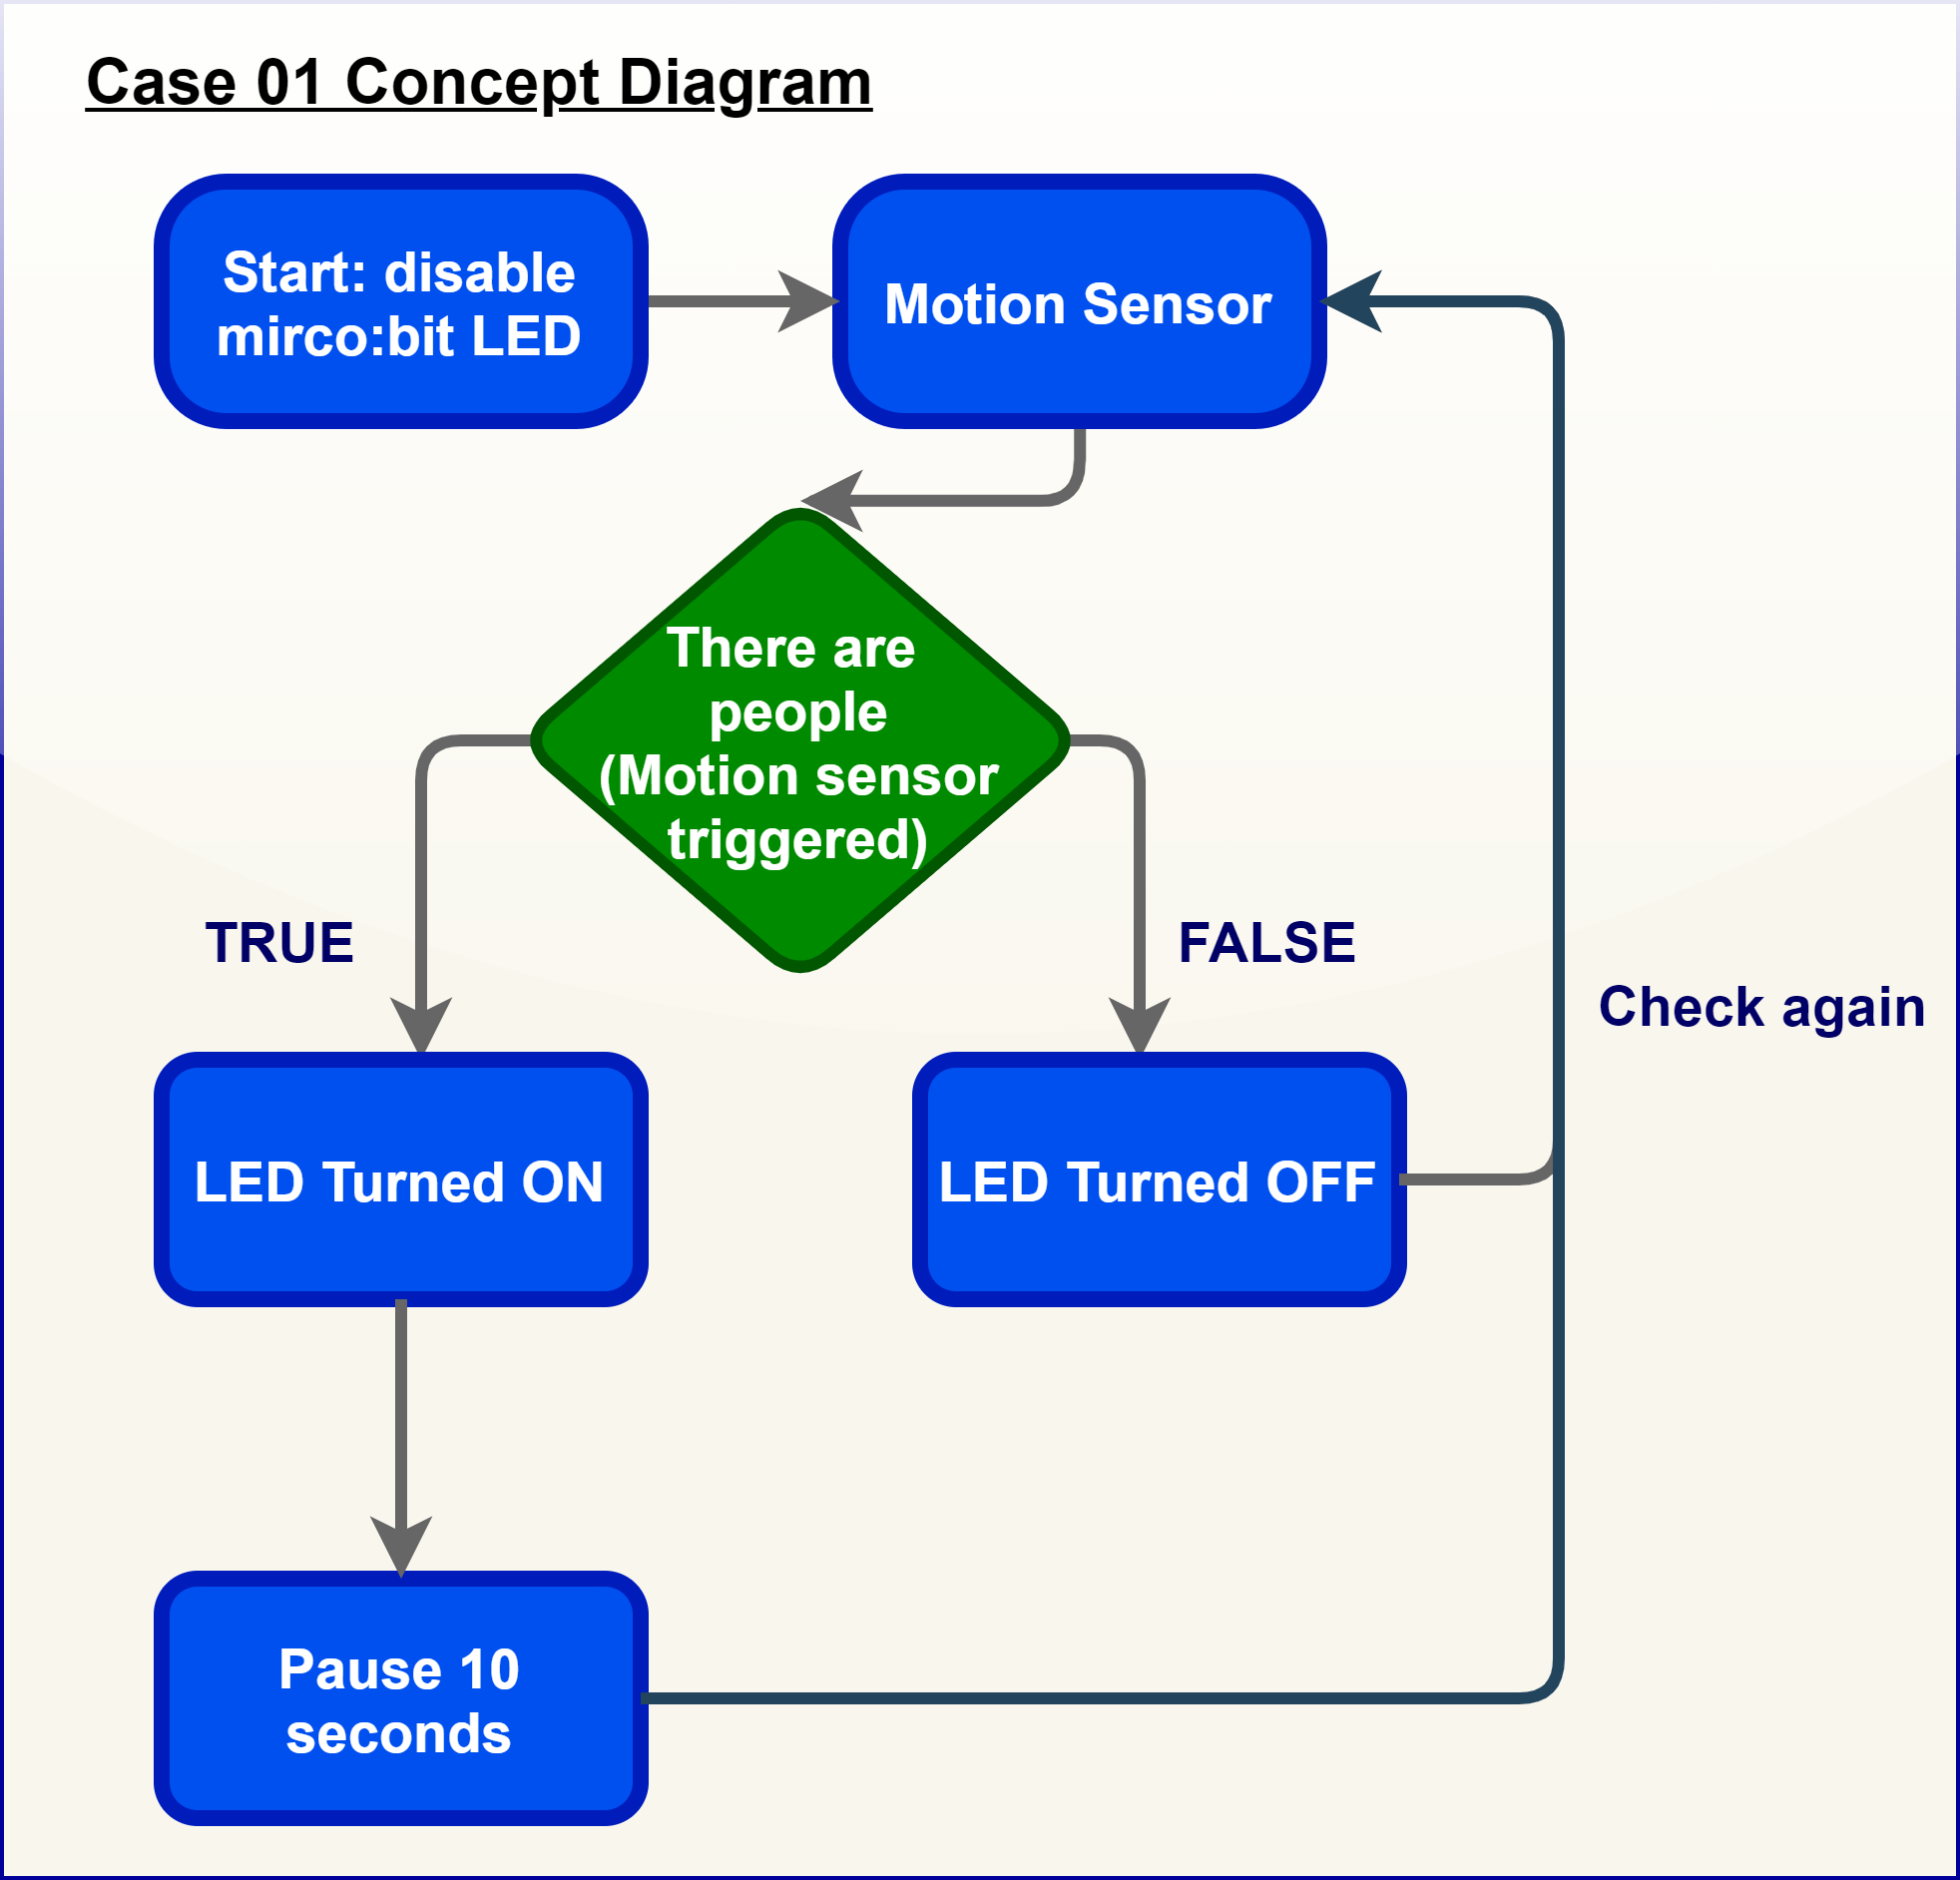 Case 01 Concept Diagram
Start: disable
mirco:bit LED
Motion Sensor
There are
people
(Motion sensor
triggered)
TRUE
FALSE
Check again
LED Turned ON
LED Turned OFF
Pause 10
seconds